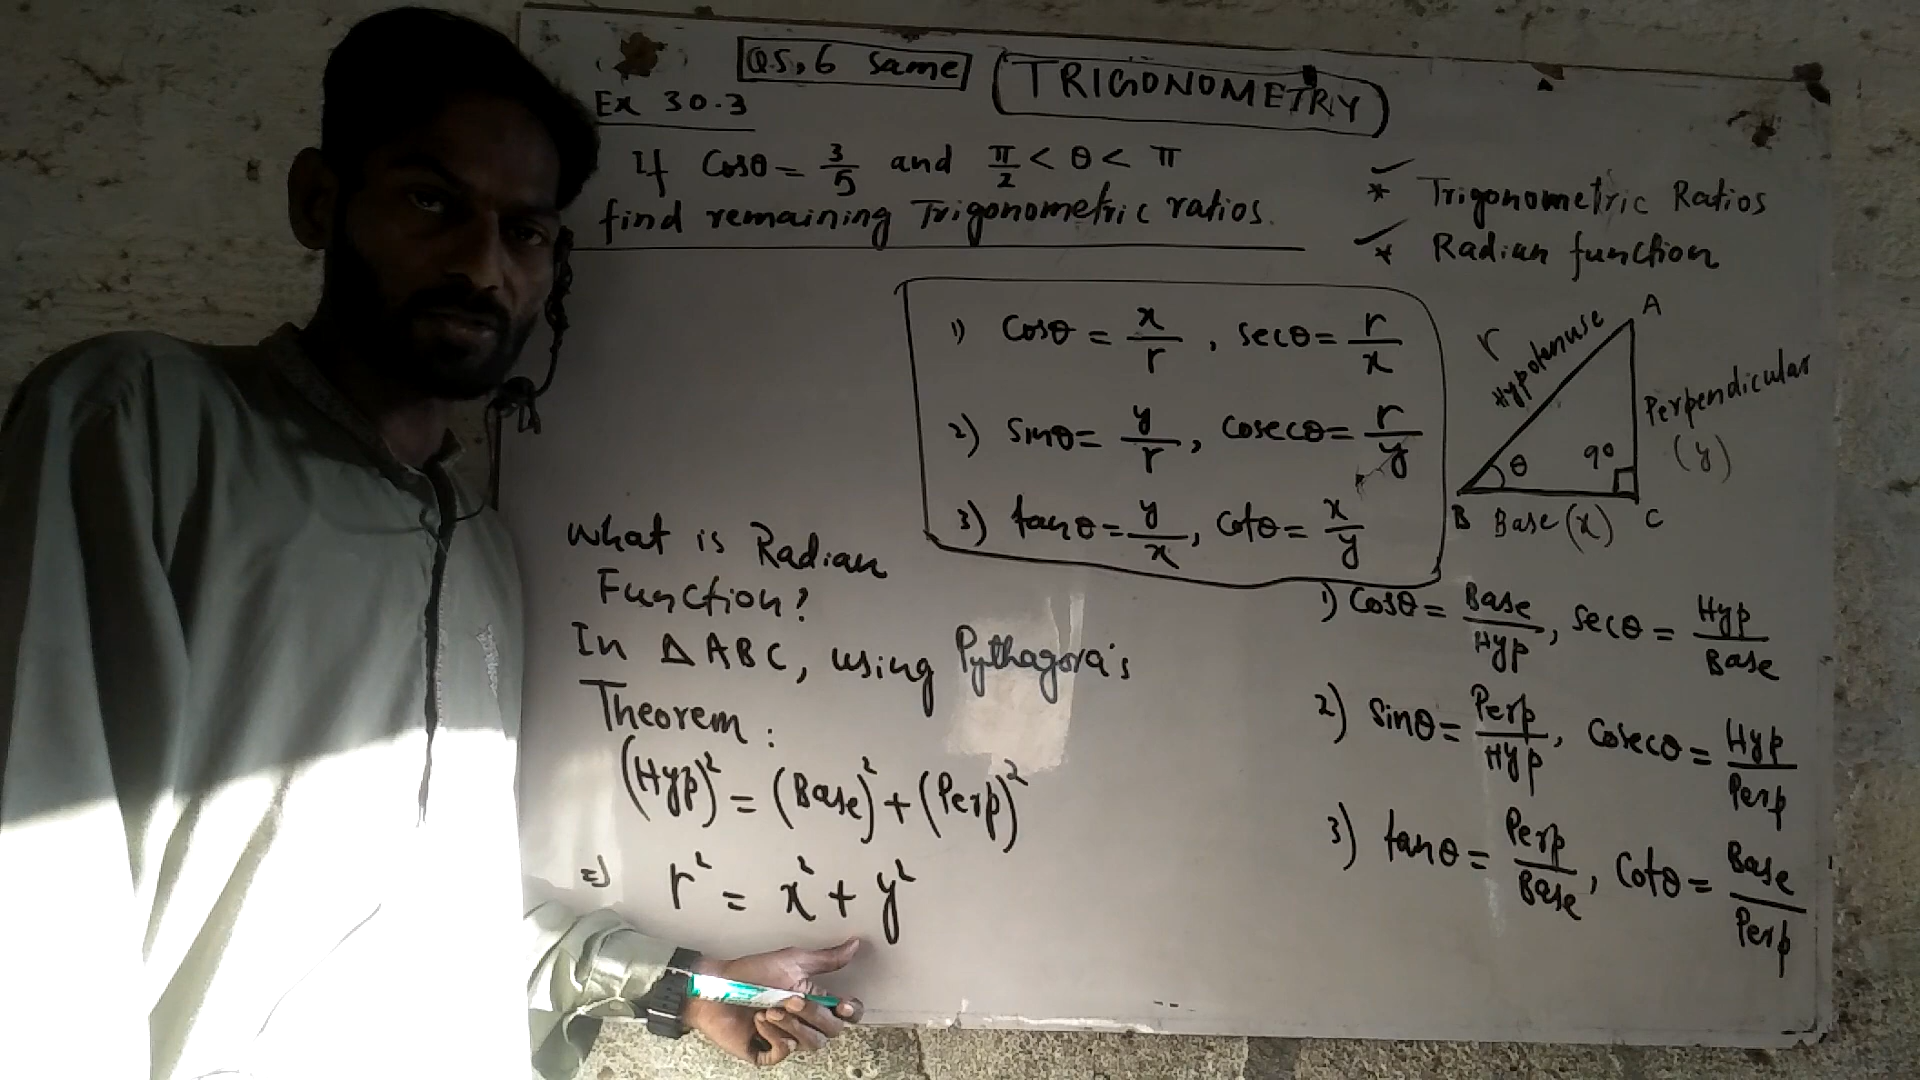 Q5,6 same
TRIGONOMETRY
Ex 30.3
If Cosθ = 3/5 and π/2 < θ < π
find remaining Trigonometric ratios.
* Trigonometric Ratios
* Radian function
1) Cosθ = x/r , secθ = r/x
2) Sinθ = y/r , Cosecθ = r/y
3) tanθ = y/x , Cotθ = x/y
A
r
Hypotenuse
Perpendicular
(y)
θ
90
B Base (x) C
What is Radian
Function?
In △ABC, using Pythagora's
Theorem :
(Hyp)² = (Base)² + (Perp)²
⇒ r² = x² + y²
1) Cosθ = Base/Hyp , Secθ = Hyp/Base
2) Sinθ = Perp/Hyp , Cosecθ = Hyp/Perp
3) tanθ = Perp/Base , Cotθ = Base/Perp